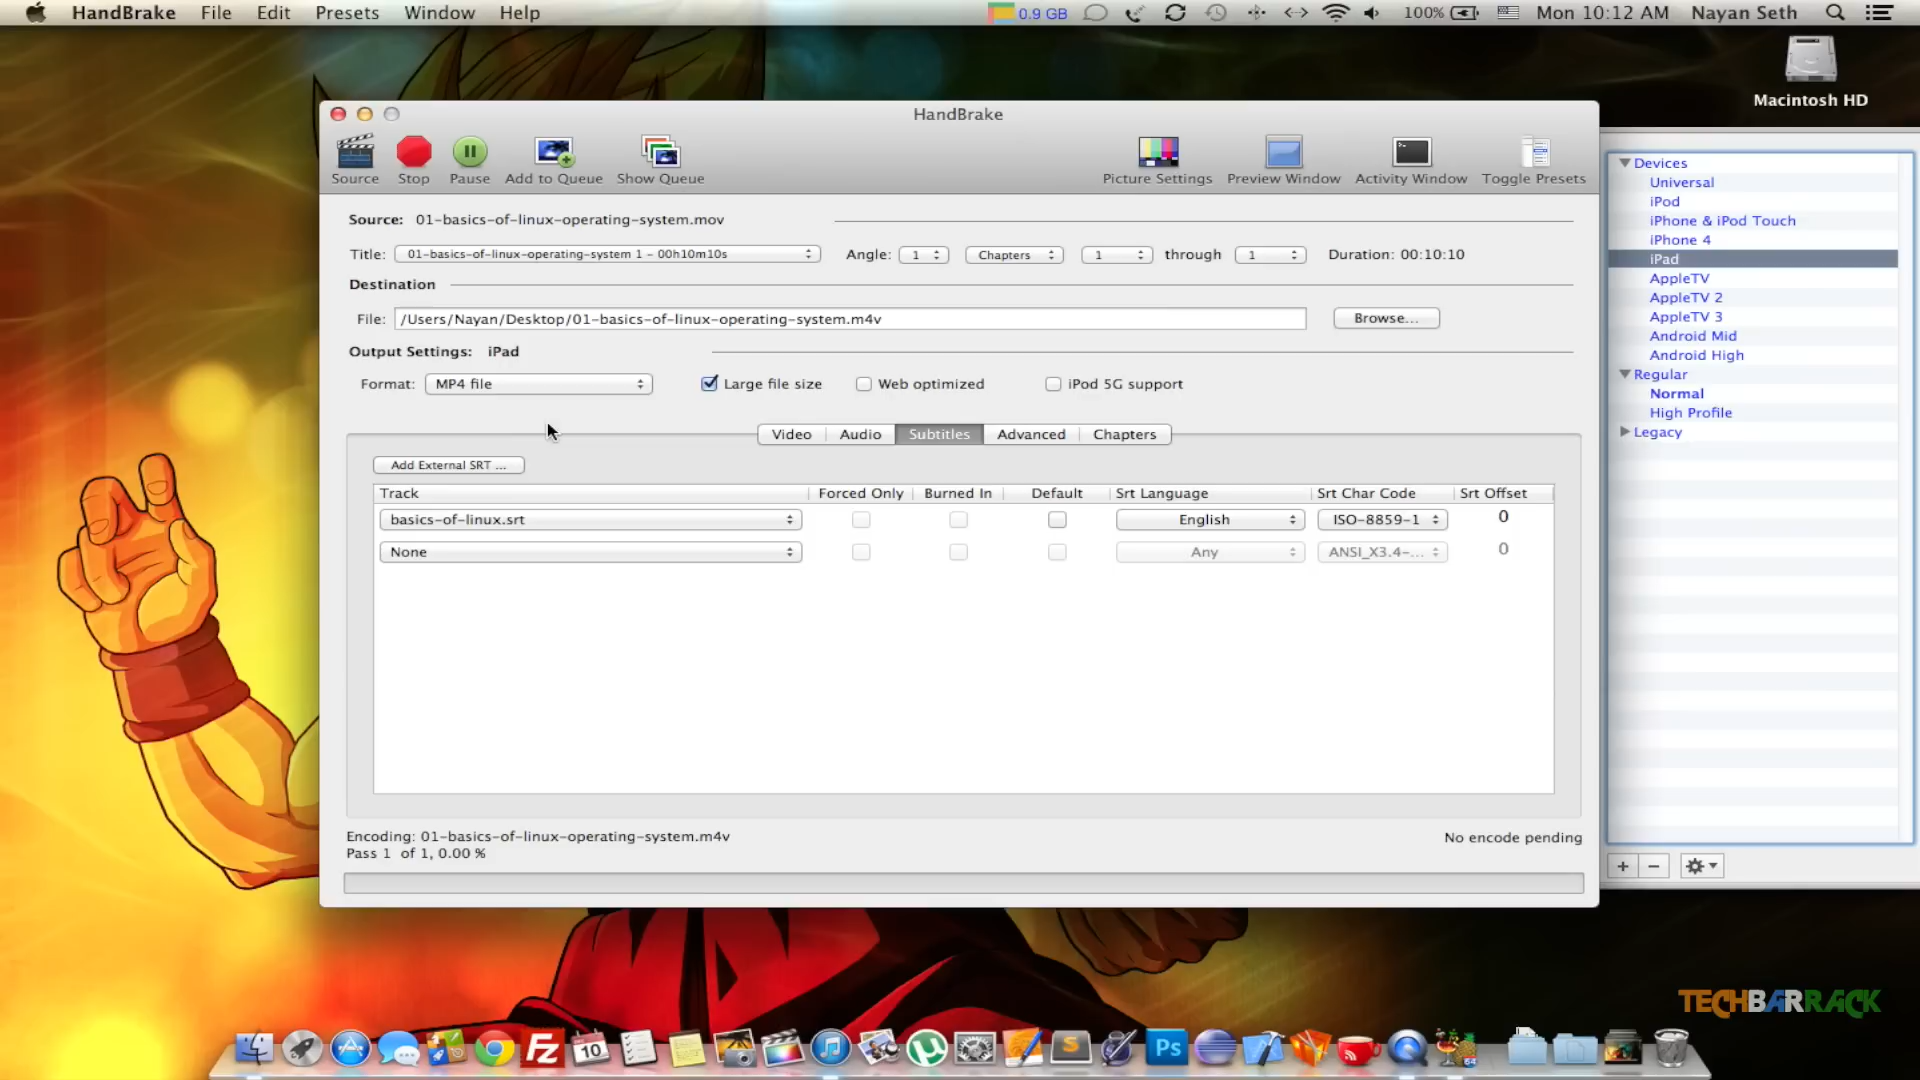 HandBrake File Edit Presets Window Help 0.9 GB 100% Mon 10:12 AM Nayan Seth
Macintosh HD
HandBrake
Source Stop Pause Add to Queue Show Queue Picture Settings Preview Window Activity Window Toggle Presets
Source: 01-basics-of-linux-operating-system.mov
Title: 01-basics-of-linux-operating-system 1 - 00h10m10s Angle: 1 Chapters 1 through 1 Duration: 00:10:10
Destination
File: /Users/Nayan/Desktop/01-basics-of-linux-operating-system.m4v Browse...
Output Settings: iPad
Format: MP4 file Large file size Web optimized iPod 5G support
Video Audio Subtitles Advanced Chapters
Add External SRT ...
Track Forced Only Burned In Default Srt Language Srt Char Code Srt Offset
basics-of-linux.srt English ISO-8859-1 0
None Any ANSI_X3.4-... 0
Encoding: 01-basics-of-linux-operating-system.m4v
Pass 1 of 1, 0.00 %
No encode pending
Devices
Universal
iPod
iPhone & iPod Touch
iPhone 4
iPad
AppleTV
AppleTV 2
AppleTV 3
Android Mid
Android High
Regular
Normal
High Profile
Legacy
TECHBARRACK
10
Ps